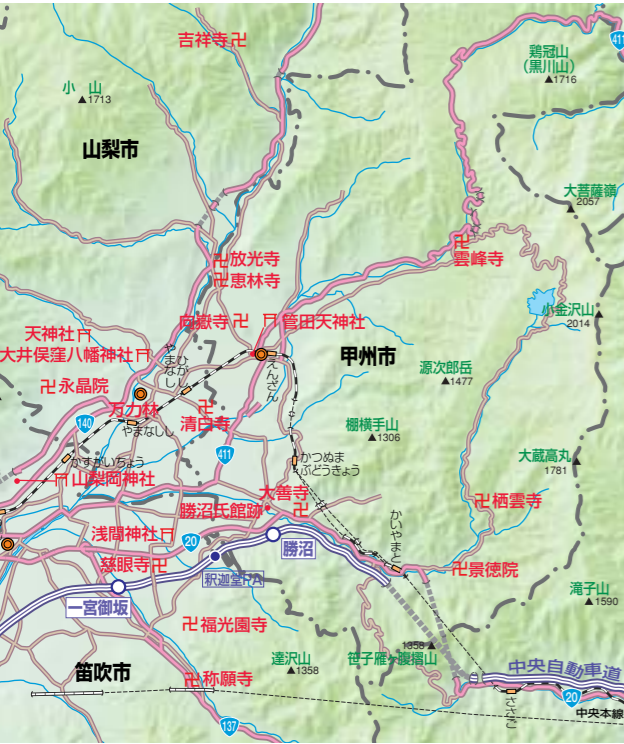 吉祥寺
411
鶏冠山
(黒川山)
▲1716
小山
▲1713
山梨市
大菩薩嶺
2057
放光寺
恵林寺
雲峰寺
小金沢山
2014
向嶽寺
菅田天神社
天神社
大井俣窪八幡神社
ひがし
やまなし
えんざん
甲州市
源次郎岳
▲1477
永昌院
万力林
清白寺
やまなしし
140
411
棚横手山
▲1306
かすがいちょう
かつぬま
ぶどうきょう
大蔵高丸
1781
山梨岡神社
大善寺
勝沼氏館跡
栖雲寺
浅間神社
20
勝沼
かいやまと
慈眼寺
釈迦堂PA
景徳院
一宮御坂
滝子山
▲1590
福光園寺
笛吹市
達沢山
▲1358
1358
笹子雁ヶ腹摺山
称願寺
中央自動車道
20
137
ささご
中央本線